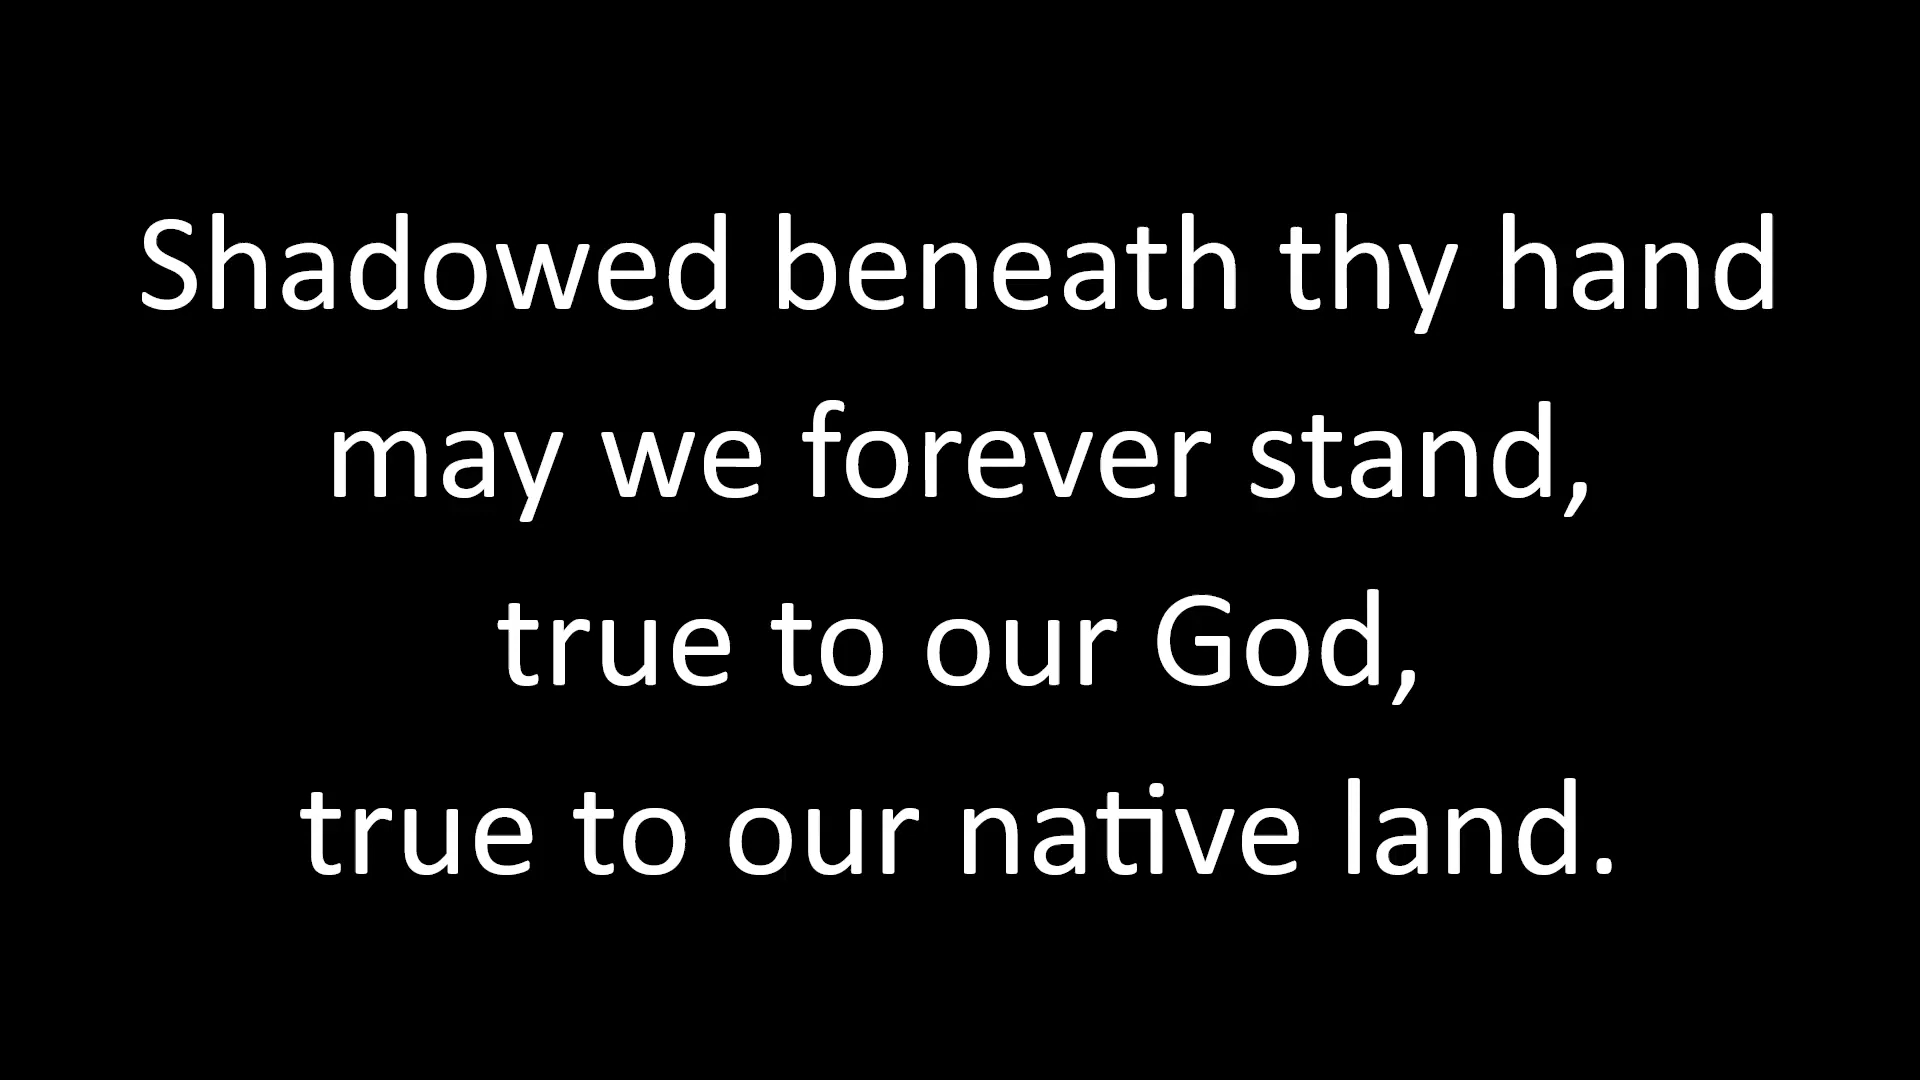 Shadowed beneath thy hand
may we forever stand,
true to our God,
true to our native land.